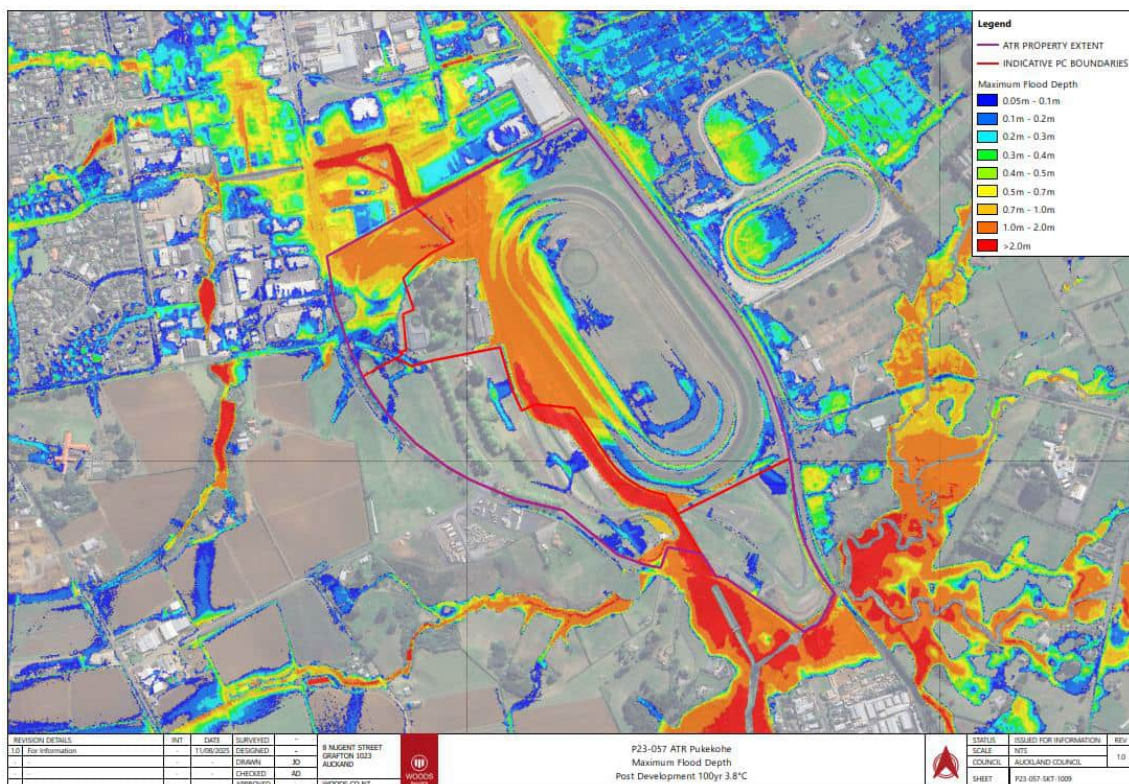 Legend
ATR PROPERTY EXTENT
INDICATIVE PC BOUNDARIES
Maximum Flood Depth
0.05m - 0.1m
0.1m - 0.2m
0.2m - 0.3m
0.3m - 0.4m
0.4m - 0.5m
0.5m - 0.7m
0.7m - 1.0m
1.0m - 2.0m
>2.0m
REVISION DETAILS INT DATE SURVEYED -
1.0 For Information - 11/08/2025 DESIGNED -
- - - DRAWN JO
- - - CHECKED AD
8 NUGENT STREET
GRAFTON 1023
AUCKLAND
WOODS.CO.NZ
WOODS
P23-057 ATR Pukekohe
Maximum Flood Depth
Post Development 100yr 3.8°C
STATUS ISSUED FOR INFORMATION REV
SCALE NTS 1.0
COUNCIL AUCKLAND COUNCIL
SHEET P23-057-SKT-1009